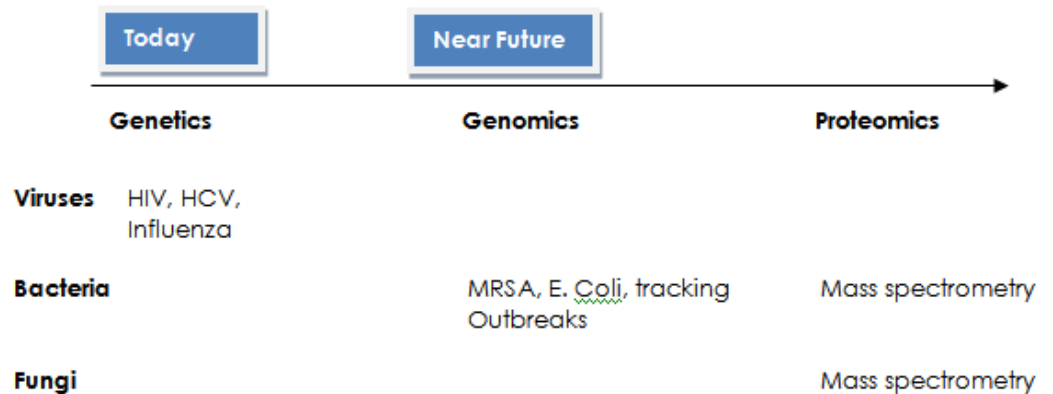 Today Near Future
Genetics Genomics Proteomics
Viruses HIV, HCV,
Influenza
Bacteria MRSA, E. Coli, tracking Mass spectrometry
Outbreaks
Fungi Mass spectrometry